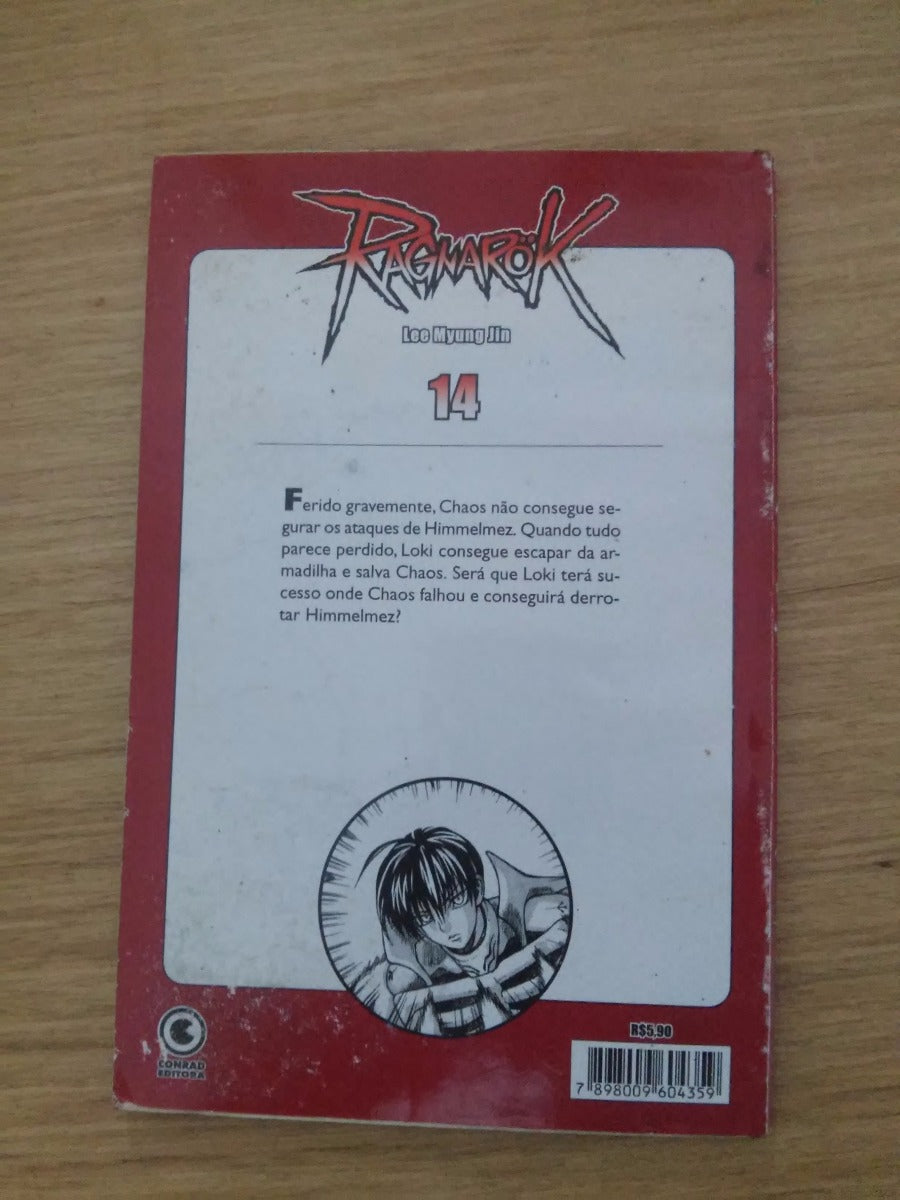 RAGNARÖK
Lee Myung Jin
14
Ferido gravemente, Chaos não consegue se-
gurar os ataques de Himmelmez. Quando tudo
parece perdido, Loki consegue escapar da ar-
madilha e salva Chaos. Será que Loki terá su-
cesso onde Chaos falhou e conseguirá derro-
tar Himmelmez?
CONRAD
EDITORA
R$5,90
7 898009 604359